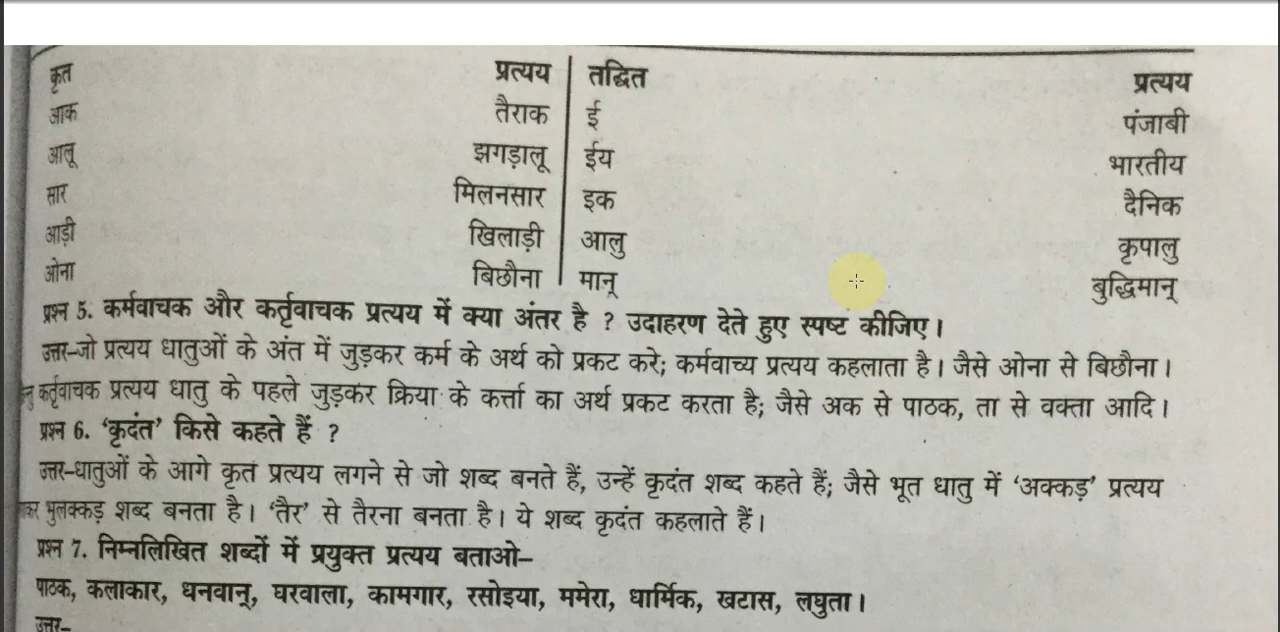 कृत प्रत्यय तद्धित प्रत्यय
आक तैराक ई पंजाबी
आलू झगड़ालू ईय भारतीय
सार मिलनसार इक दैनिक
आड़ी खिलाड़ी आलु कृपालु
ओना बिछौना मान् बुद्धिमान्
प्रश्न 5. कर्मवाचक और कर्तृवाचक प्रत्यय में क्या अंतर है ? उदाहरण देते हुए स्पष्ट कीजिए।
उत्तर–जो प्रत्यय धातुओं के अंत में जुड़कर कर्म के अर्थ को प्रकट करे; कर्मवाच्य प्रत्यय कहलाता है। जैसे ओना से बिछौना।
कर्तृवाचक प्रत्यय धातु के पहले जुड़कर क्रिया के कर्त्ता का अर्थ प्रकट करता है; जैसे अक से पाठक, ता से वक्ता आदि।
प्रश्न 6. ‘कृदंत’ किसे कहते हैं ?
उत्तर–धातुओं के आगे कृत प्रत्यय लगने से जो शब्द बनते हैं, उन्हें कृदंत शब्द कहते हैं; जैसे भूत धातु में ‘अक्कड़’ प्रत्यय
भुलक्कड़ शब्द बनता है। ‘तैर’ से तैरना बनता है। ये शब्द कृदंत कहलाते हैं।
प्रश्न 7. निम्नलिखित शब्दों में प्रयुक्त प्रत्यय बताओ–
पाठक, कलाकार, धनवान्, घरवाला, कामगार, रसोइया, ममेरा, धार्मिक, खटास, लघुता।
उत्तर–